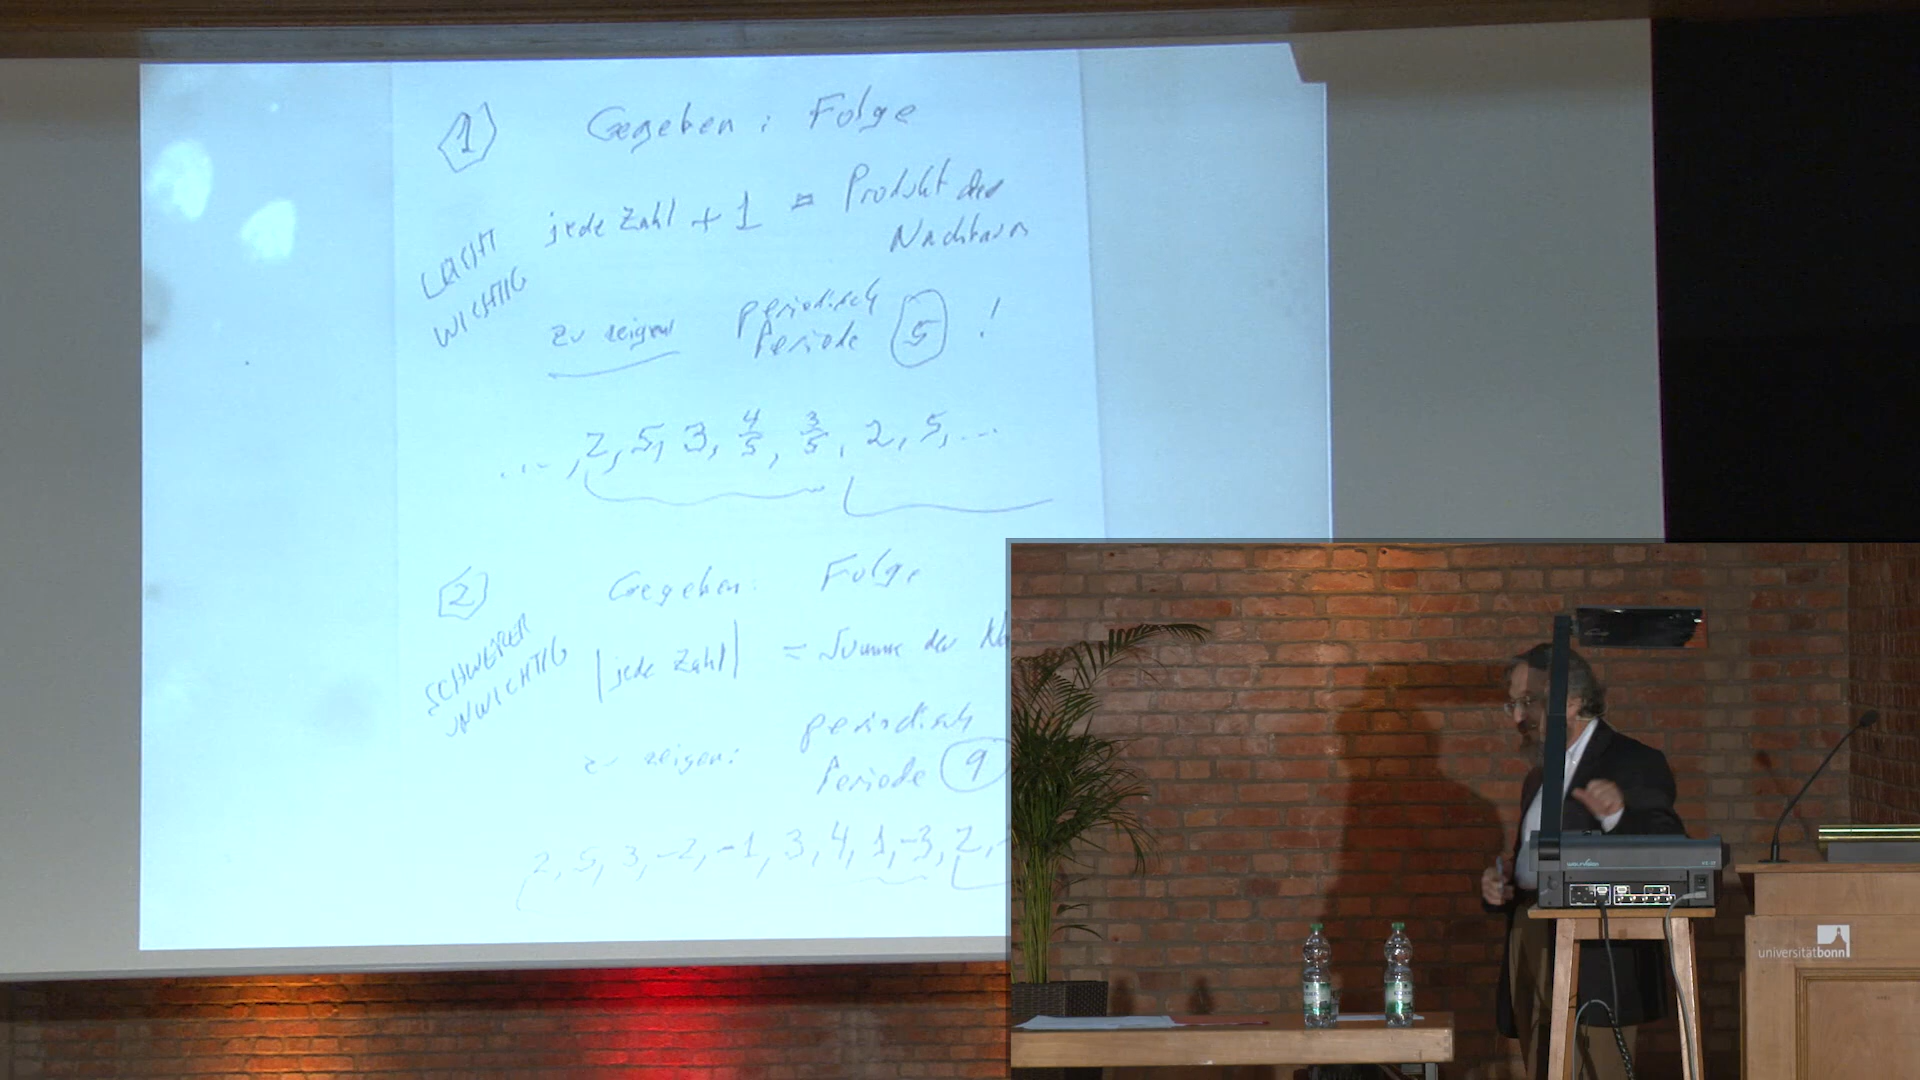 1 Gegeben: Folge
jede Zahl + 1 = Produkt der
Nachbarn
LEICHT
WICHTIG
zu zeigen periodisch
Periode 5 !
... , 2, 5, 3, 4/5, 3/5, 2, 5, ...
2 Gegeben: Folge
|jede Zahl| = Summe der Na
SCHWERER
UNWICHTIG
zu zeigen: periodisch
Periode 9
2, 5, 3, -2, -1, 3, 4, 1, -3, 2, -
universitätbonn